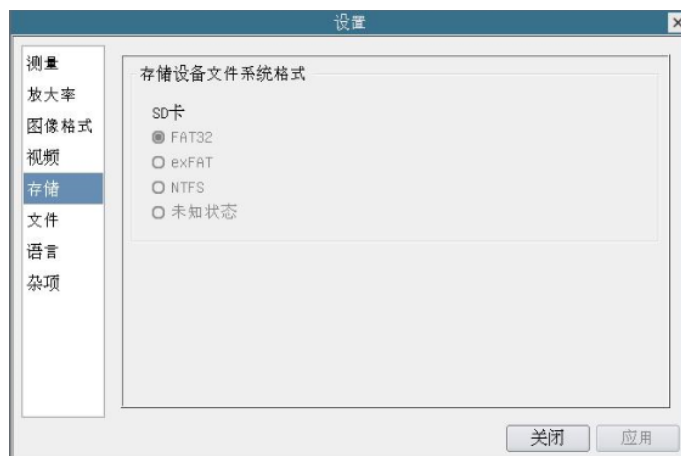 设置
测量
放大率
图像格式
视频
存储
文件
语言
杂项
存储设备文件系统格式
SD卡
FAT32
exFAT
NTFS
未知状态
关闭
应用